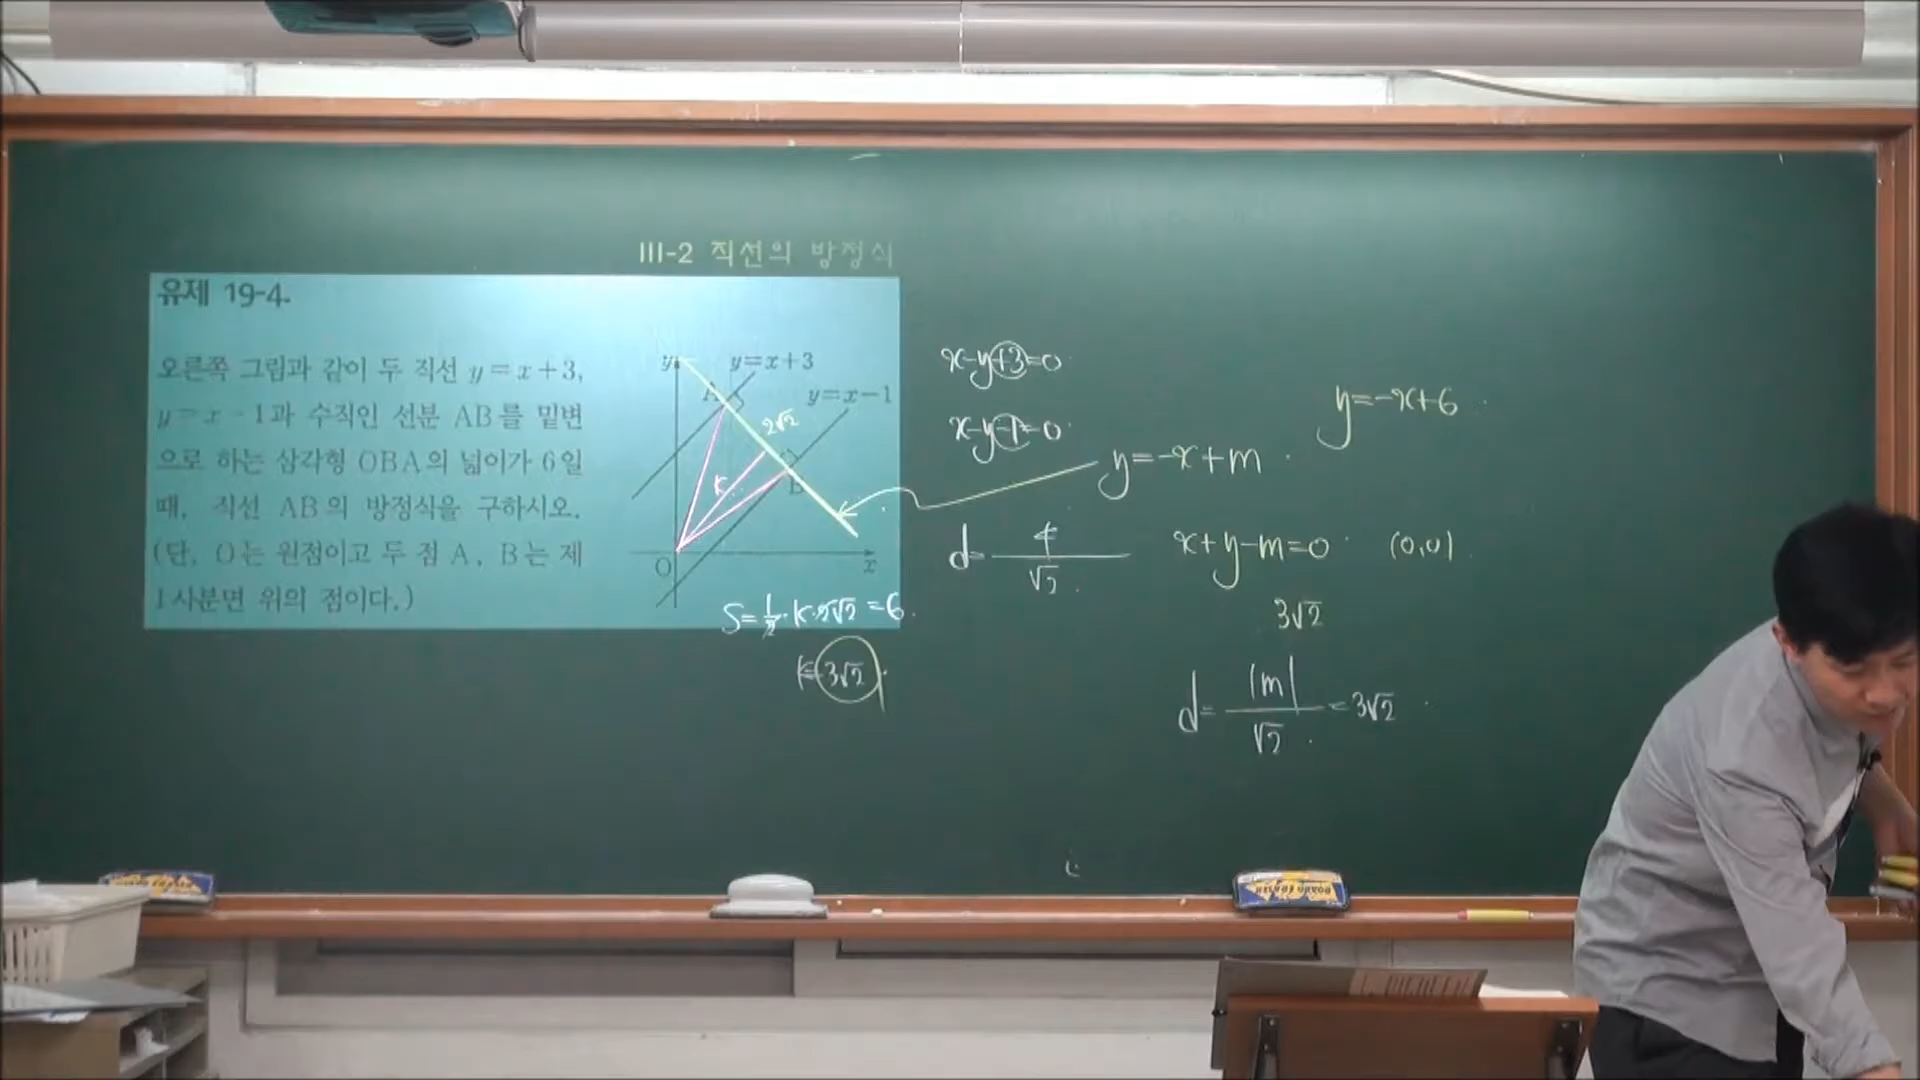 III-2 직선의 방정식
유제 19-4.
오른쪽 그림과 같이 두 직선 y=x+3,
y=x-1과 수직인 선분 AB를 밑변
으로 하는 삼각형 OBA의 넓이가 6일
때, 직선 AB의 방정식을 구하시오.
(단, O는 원점이고 두 점 A, B는 제
1사분면 위의 점이다.)
y
y=x+3
A
y=x-1
2√2
B
K
O
x
S=1/2·K·2√2=6
K=3√2
x-y+3=0
x-y-1=0
y=-x+m
y=-x+6
d=4/√2
x+y-m=0 (0,0)
3√2
d=|m|/√2=3√2
BOARD ERASER